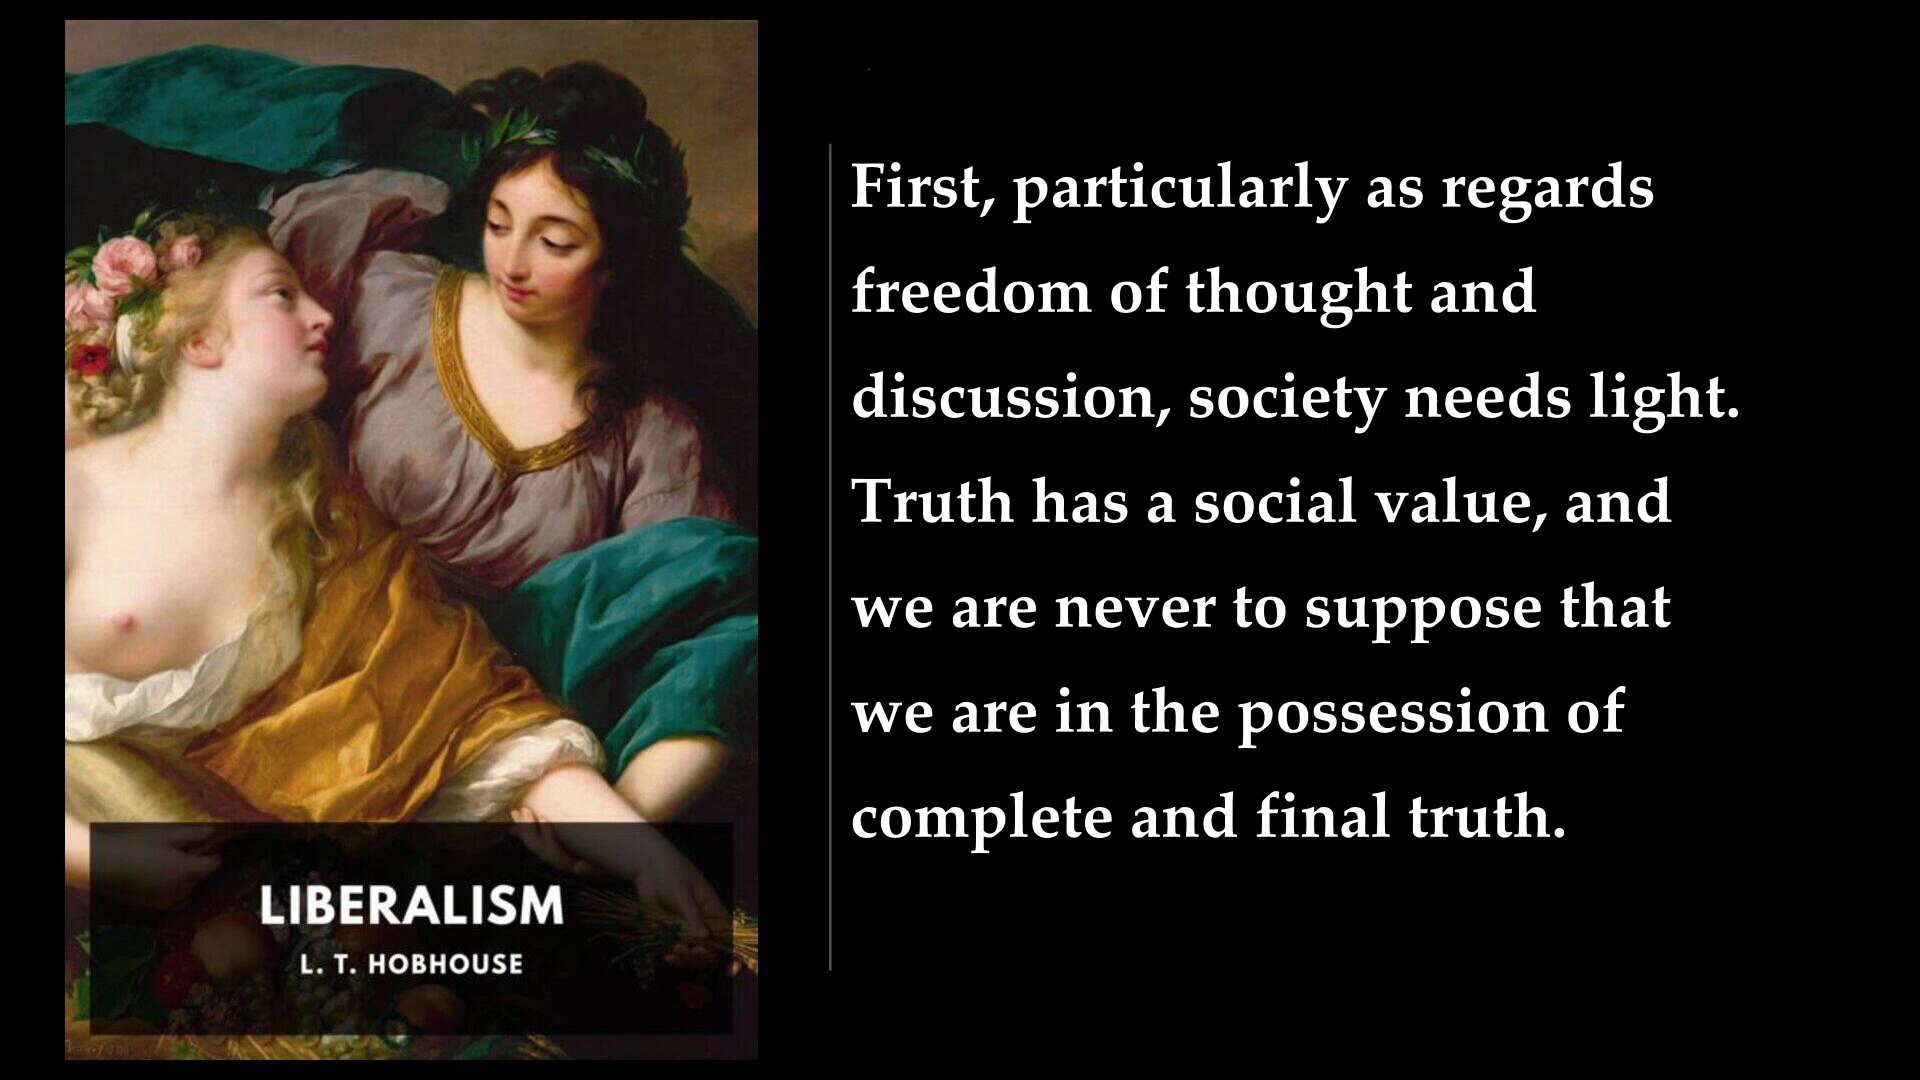 First, particularly as regards
freedom of thought and
discussion, society needs light.
Truth has a social value, and
we are never to suppose that
we are in the possession of
complete and final truth.
LIBERALISM
L. T. HOBHOUSE